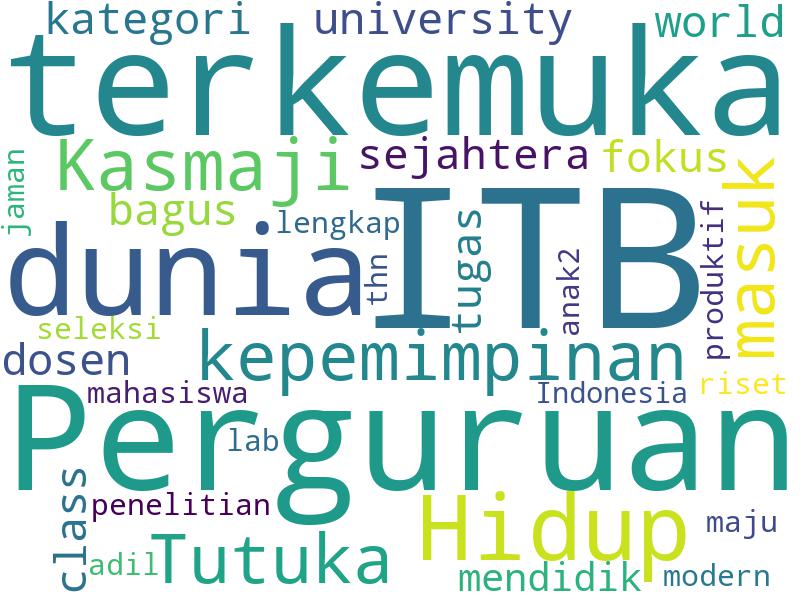 kategori university world
terkemuka
jaman Kasmaji sejahtera fokus
bagus lengkap
dunia thn ITB tugas anak2 produktif masuk
seleksi
dosen kepemimpinan
mahasiswa Indonesia riset
Perguruan
lab
class penelitian Hidup maju
adil Tutuka mendidik modern